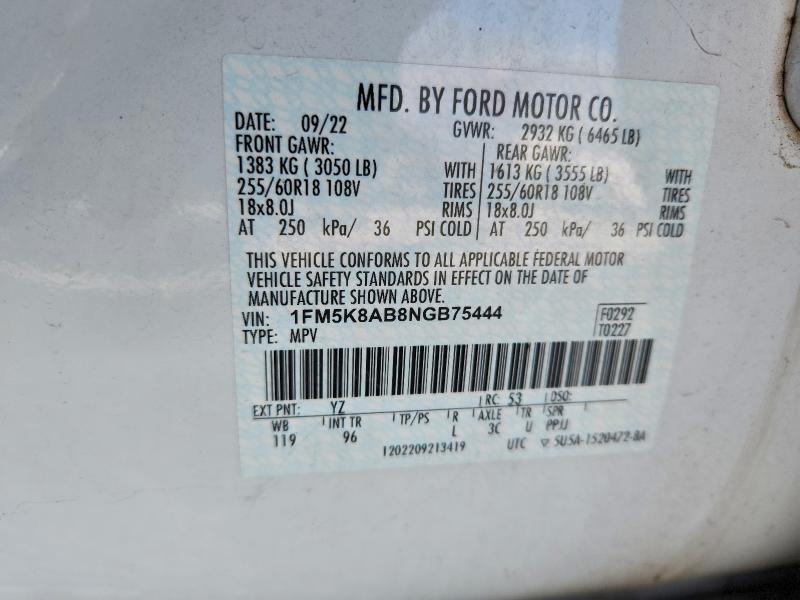 MFD. BY FORD MOTOR CO.
DATE: 09/22 GVWR: 2932 KG ( 6465 LB)
FRONT GAWR: REAR GAWR:
1383 KG ( 3050 LB) WITH 1613 KG ( 3555 LB) WITH
255/60R18 108V TIRES 255/60R18 108V TIRES
18x8.0J RIMS 18x8.0J RIMS
AT 250 kPa/ 36 PSI COLD AT 250 kPa/ 36 PSI COLD
THIS VEHICLE CONFORMS TO ALL APPLICABLE FEDERAL MOTOR
VEHICLE SAFETY STANDARDS IN EFFECT ON THE DATE OF
MANUFACTURE SHOWN ABOVE.
VIN: 1FM5K8AB8NGB75444 F0292
TYPE: MPV T0227
EXT PNT: YZ RC: 53 DSO:
WB INT TR TP/PS R AXLE TR SPR
119 96 L 3C U PPJJ
1202209213419 UTC ▽ 5U5A-1520472-BA